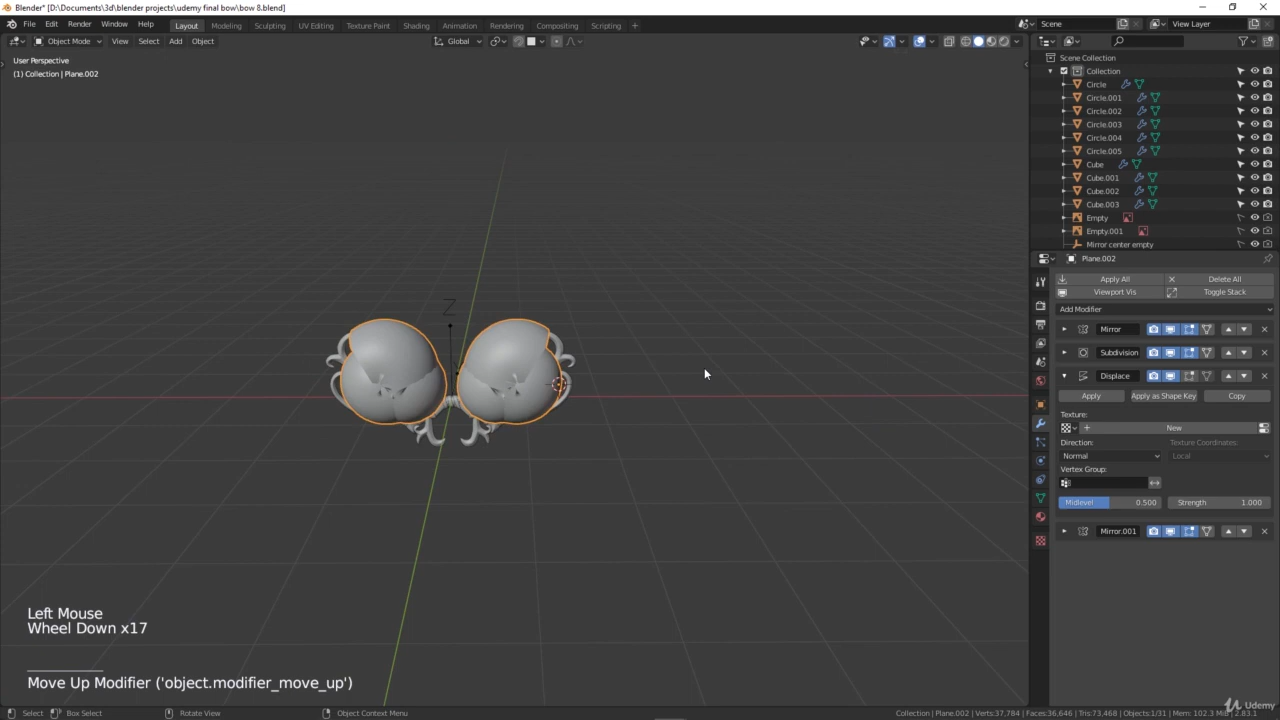 Blender* [D:\Documents\3d\blender projects\udemy final bow\bow 8.blend]
File Edit Render Window Help Layout Modeling Sculpting UV Editing Texture Paint Shading Animation Rendering Compositing Scripting + Scene View Layer
Object Mode View Select Add Object Global
User Perspective
(1) Collection | Plane.002
Scene Collection
Collection
Circle
Circle.001
Circle.002
Circle.003
Circle.004
Circle.005
Cube
Cube.001
Cube.002
Cube.003
Empty
Empty.001
Mirror center empty
Plane.002
Apply All Delete All
Viewport Vis Toggle Stack
Add Modifier
Mirror
Subdivision
Displace
Apply Apply as Shape Key Copy
Texture:
New
Direction: Texture Coordinates:
Normal Local
Vertex Group:
Midlevel 0.500 Strength 1.000
Mirror.001
Z
Left Mouse
Wheel Down x17
Move Up Modifier ('object.modifier_move_up')
Select Box Select Rotate View Object Context Menu Collection | Plane.002 | Verts:37,784 | Faces:36,646 | Tris:73,468 | Objects:1/31 | Mem: 102.3 MiB | 2.83.1
Udemy